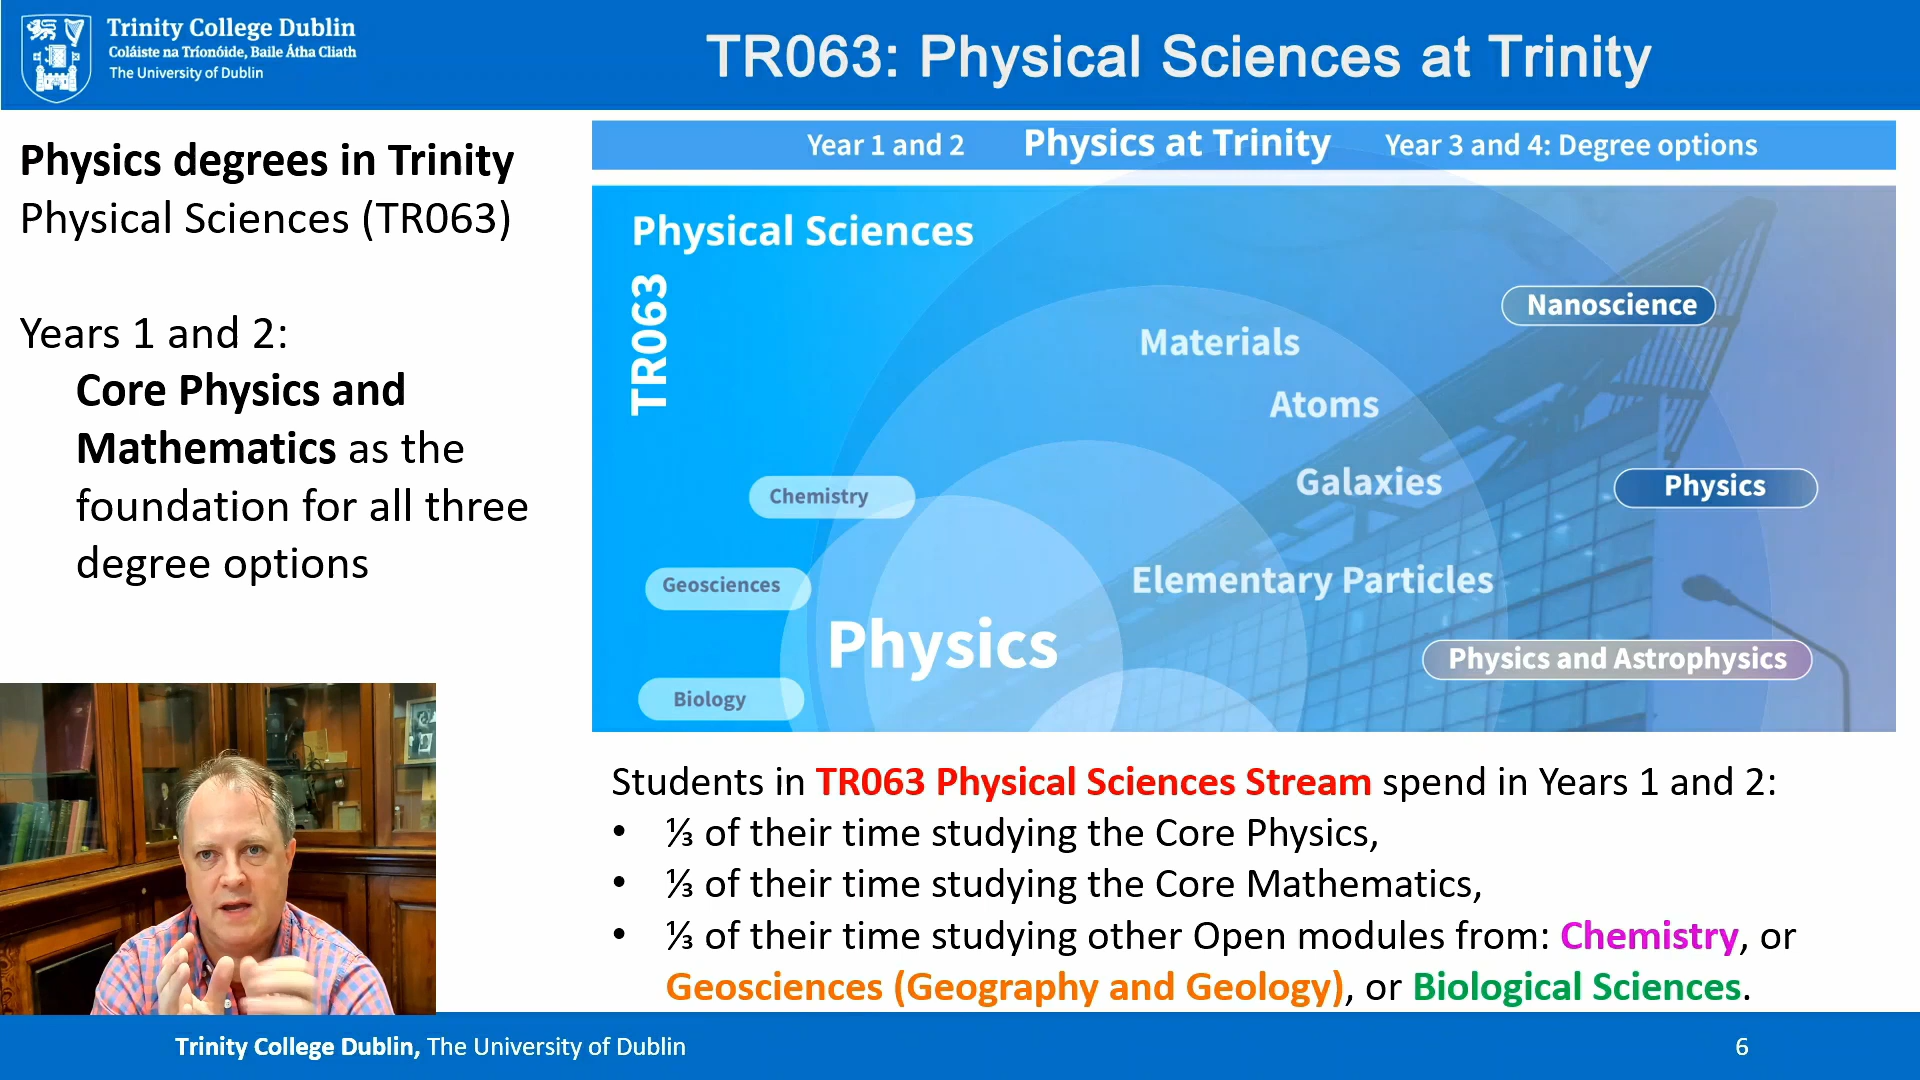 Trinity College Dublin
Coláiste na Tríonóide, Baile Átha Cliath
The University of Dublin
TR063: Physical Sciences at Trinity
Physics degrees in Trinity
Physical Sciences (TR063)
Years 1 and 2:
Core Physics and
Mathematics as the
foundation for all three
degree options
Year 1 and 2 Physics at Trinity Year 3 and 4: Degree options
Physical Sciences
TR063
Nanoscience
Materials
Atoms
Galaxies
Physics
Chemistry
Elementary Particles
Geosciences
Physics
Physics and Astrophysics
Biology
Students in TR063 Physical Sciences Stream spend in Years 1 and 2:
• ⅓ of their time studying the Core Physics,
• ⅓ of their time studying the Core Mathematics,
• ⅓ of their time studying other Open modules from: Chemistry, or
Geosciences (Geography and Geology), or Biological Sciences.
Trinity College Dublin, The University of Dublin
6